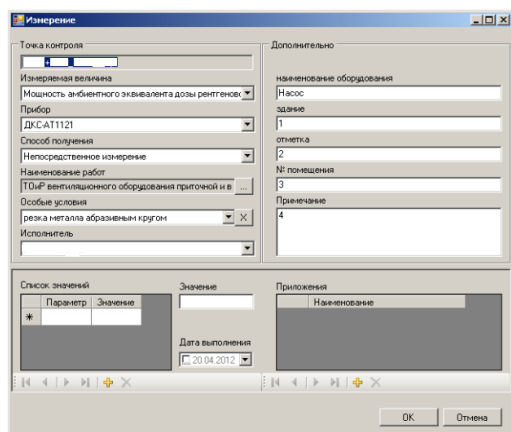 Измерение
Точка контроля
Измеряемая величина
Мощность амбиентного эквивалента дозы рентгеновс
Прибор
ДКС-АТ1121
Способ получения
Непосредственное измерение
Наименование работ
ТОиР вентиляционного оборудования приточной и в ...
Особые условия
резка металла абразивным кругом
Исполнитель
Дополнительно
наименование оборудования
Насос
здание
1
отметка
2
№ помещения
3
Примечание
4
Список значений
Параметр Значение
Значение
Дата выполнения
20.04.2012
Приложения
Наименование
OK Отмена